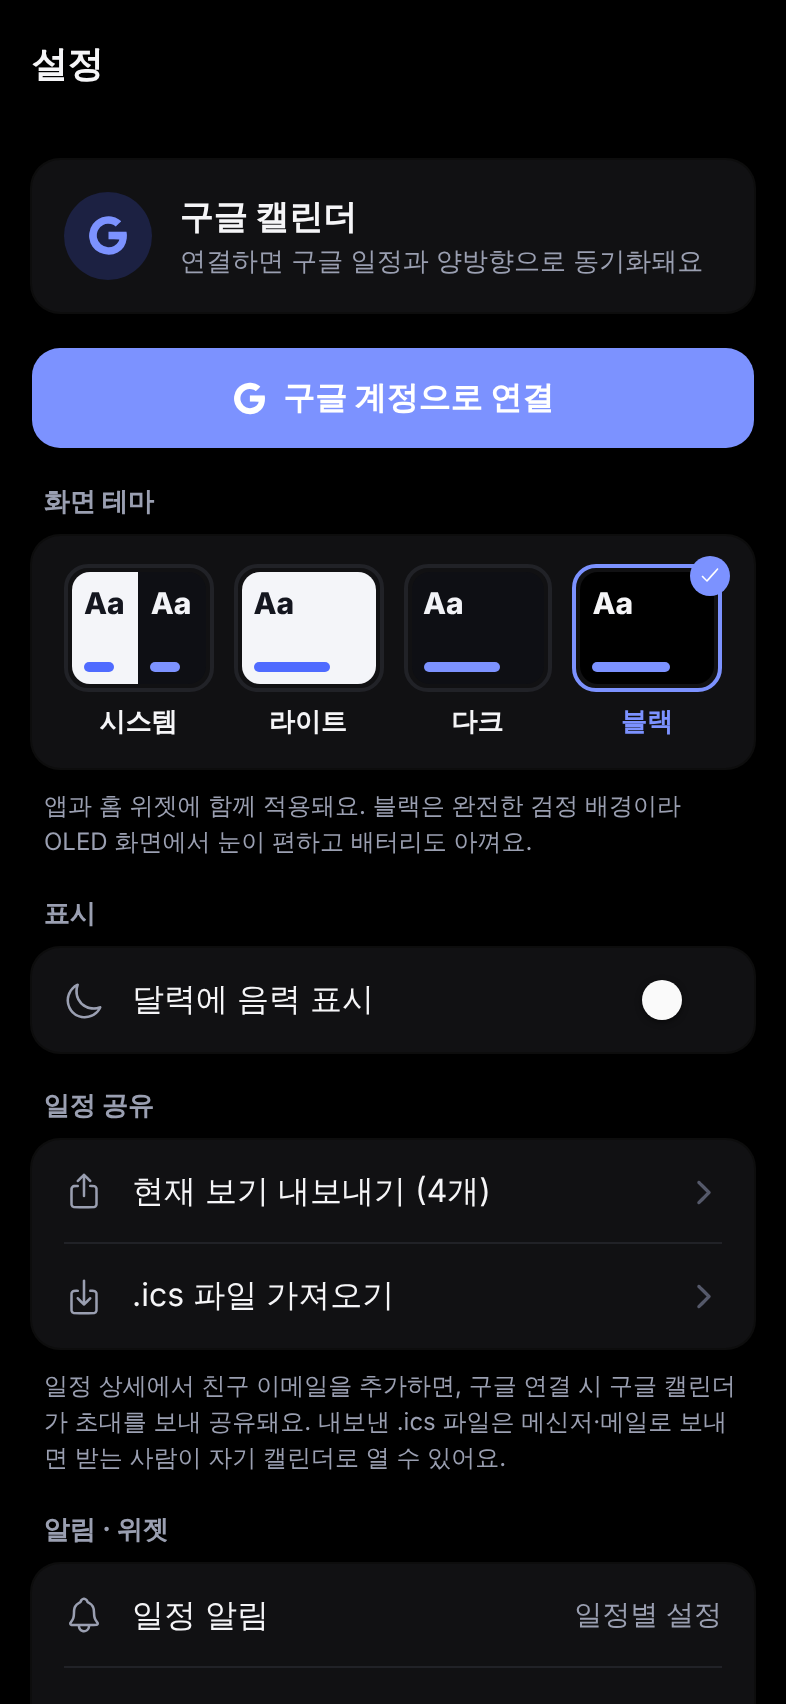 설정
구글 캘린더
연결하면 구글 일정과 양방향으로 동기화돼요
G 구글 계정으로 연결
화면 테마
Aa Aa Aa Aa Aa
시스템 라이트 다크 블랙
앱과 홈 위젯에 함께 적용돼요. 블랙은 완전한 검정 배경이라
OLED 화면에서 눈이 편하고 배터리도 아껴요.
표시
달력에 음력 표시
일정 공유
현재 보기 내보내기 (4개)
.ics 파일 가져오기
일정 상세에서 친구 이메일을 추가하면, 구글 연결 시 구글 캘린더
가 초대를 보내 공유돼요. 내보낸 .ics 파일은 메신저·메일로 보내
면 받는 사람이 자기 캘린더로 열 수 있어요.
알림 · 위젯
일정 알림 일정별 설정